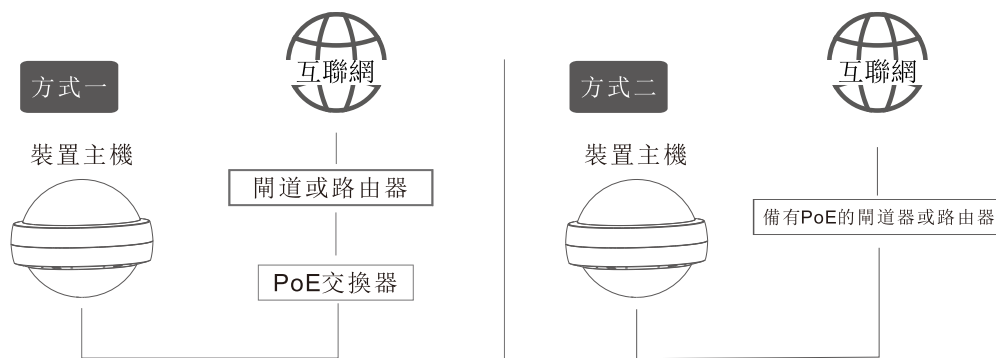 方式一
互聯網
裝置主機
閘道或路由器
PoE交換器
方式二
互聯網
裝置主機
備有PoE的閘道器或路由器